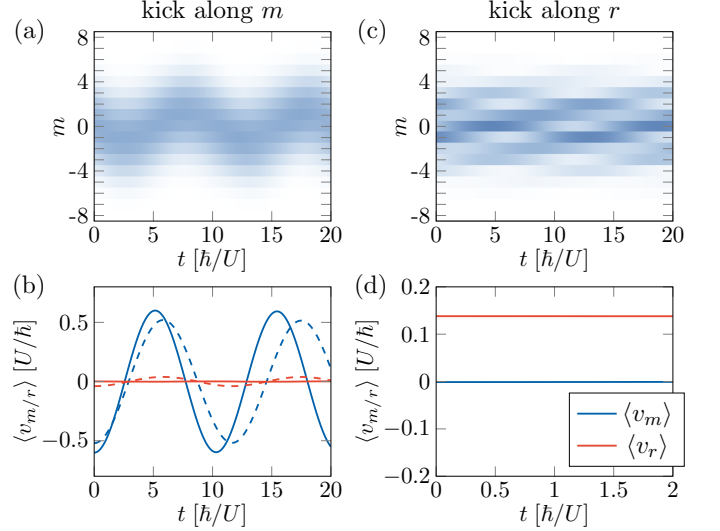 kick along m
kick along r
(a)
(c)
8
4
0
-4
-8
m
0
5
10
15
20
t [ħ/U]
8
4
0
-4
-8
m
0
5
10
15
20
t [ħ/U]
(b)
(d)
0.5
0
−0.5
⟨v_{m/r}⟩ [U/ħ]
0
5
10
15
20
t [ħ/U]
0.2
0.1
0
−0.1
−0.2
⟨v_{m/r}⟩ [U/ħ]
0
0.5
1
1.5
2
t [ħ/U]
⟨v_m⟩
⟨v_r⟩